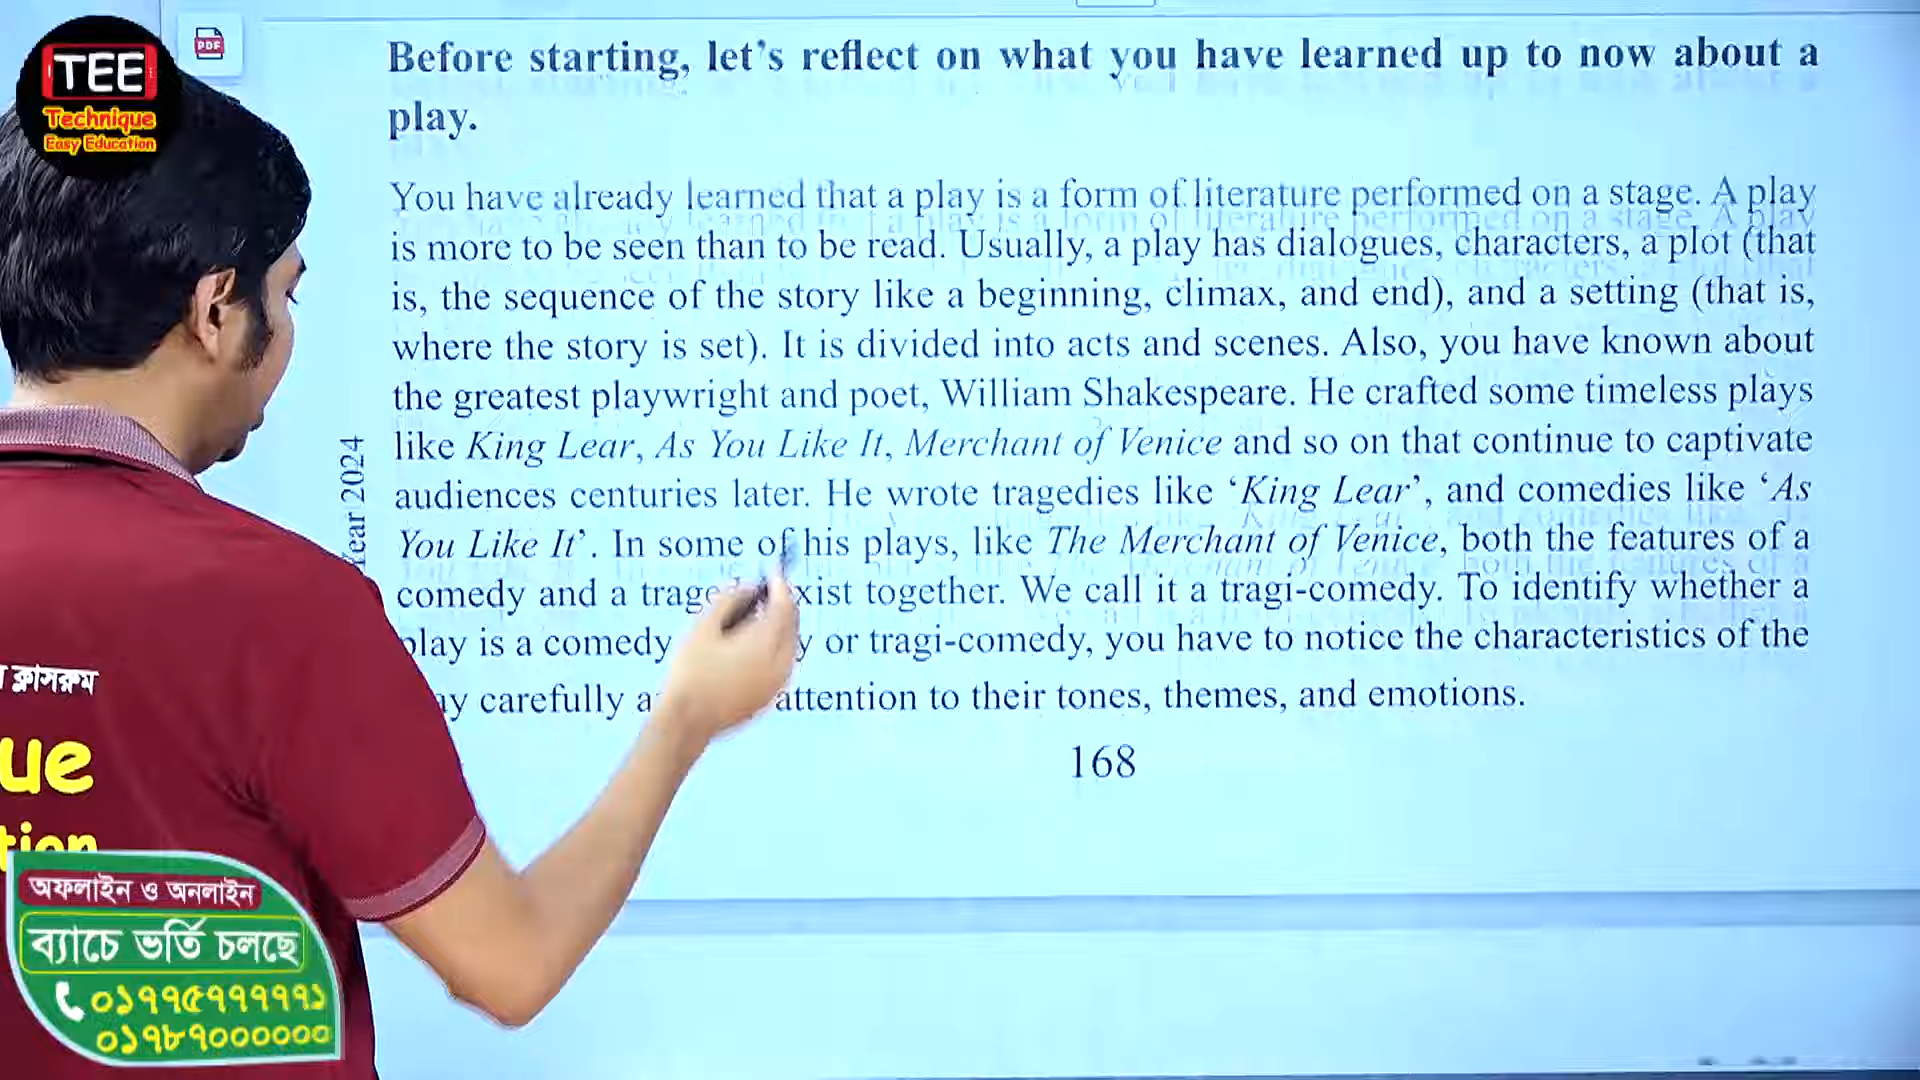 TEE
Technique
Easy Education
PDF
Before starting, let's reflect on what you have learned up to now about a
play.
You have already learned that a play is a form of literature performed on a stage. A play
is more to be seen than to be read. Usually, a play has dialogues, characters, a plot (that
is, the sequence of the story like a beginning, climax, and end), and a setting (that is,
where the story is set). It is divided into acts and scenes. Also, you have known about
the greatest playwright and poet, William Shakespeare. He crafted some timeless plays
like King Lear, As You Like It, Merchant of Venice and so on that continue to captivate
audiences centuries later. He wrote tragedies like ‘King Lear’, and comedies like ‘As
You Like It’. In some of his plays, like The Merchant of Venice, both the features of a
comedy and a trage xist together. We call it a tragi-comedy. To identify whether a
play is a comedy y or tragi-comedy, you have to notice the characteristics of the
ay carefully a attention to their tones, themes, and emotions.
168
Year 2024
ক্লাসরুম
ue
tion
অফলাইন ও অনলাইন
ব্যাচে ভর্তি চলছে
০১৭৭৫৭৭৭৭৭১
০১৭৮৭০০০০০০